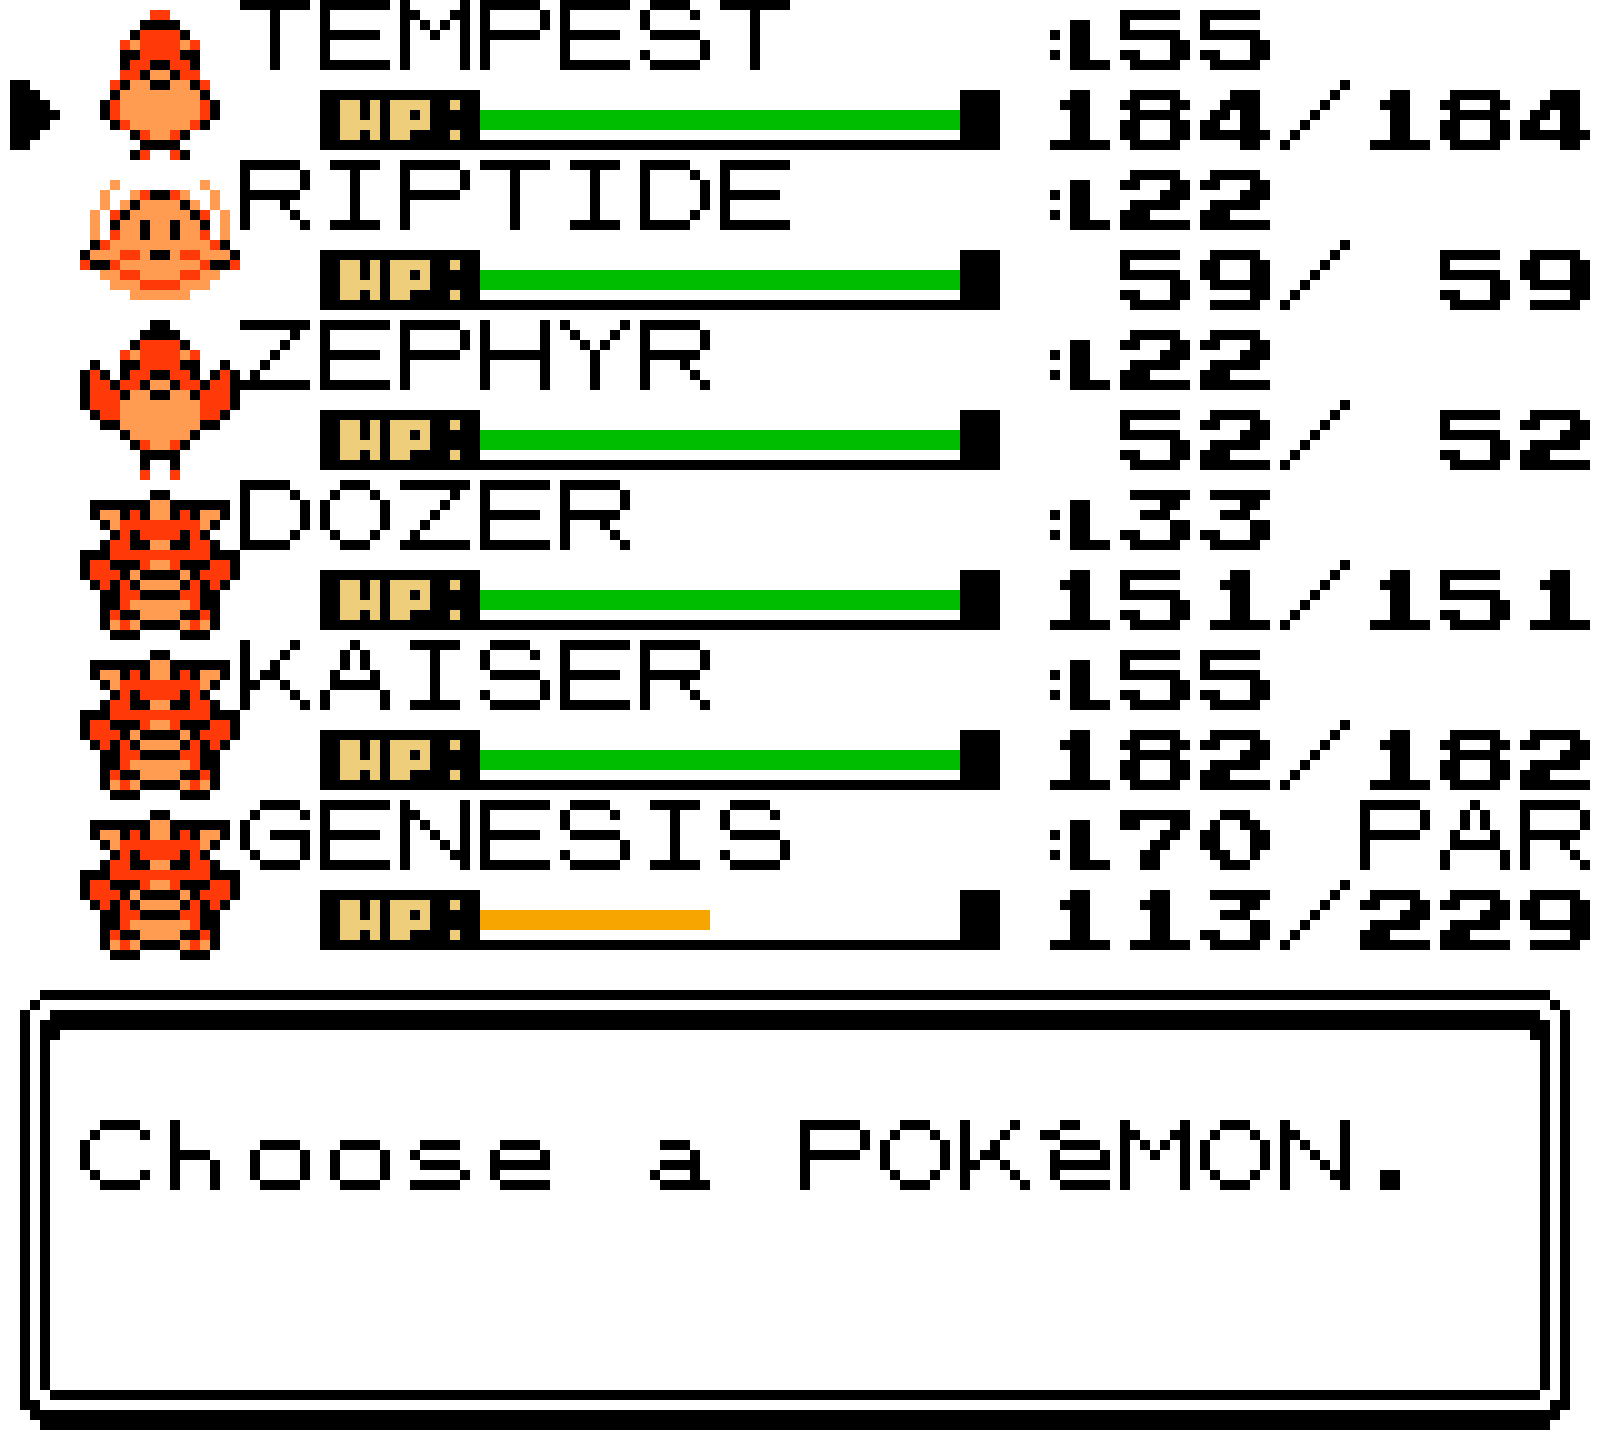 TEMPEST :L55
HP: 184/184
RIPTIDE :L22
HP: 59/ 59
ZEPHYR :L22
HP: 52/ 52
DOZER :L33
HP: 151/151
KAISER :L55
HP: 182/182
GENESIS :L70 PAR
HP: 113/229
Choose a POKéMON.